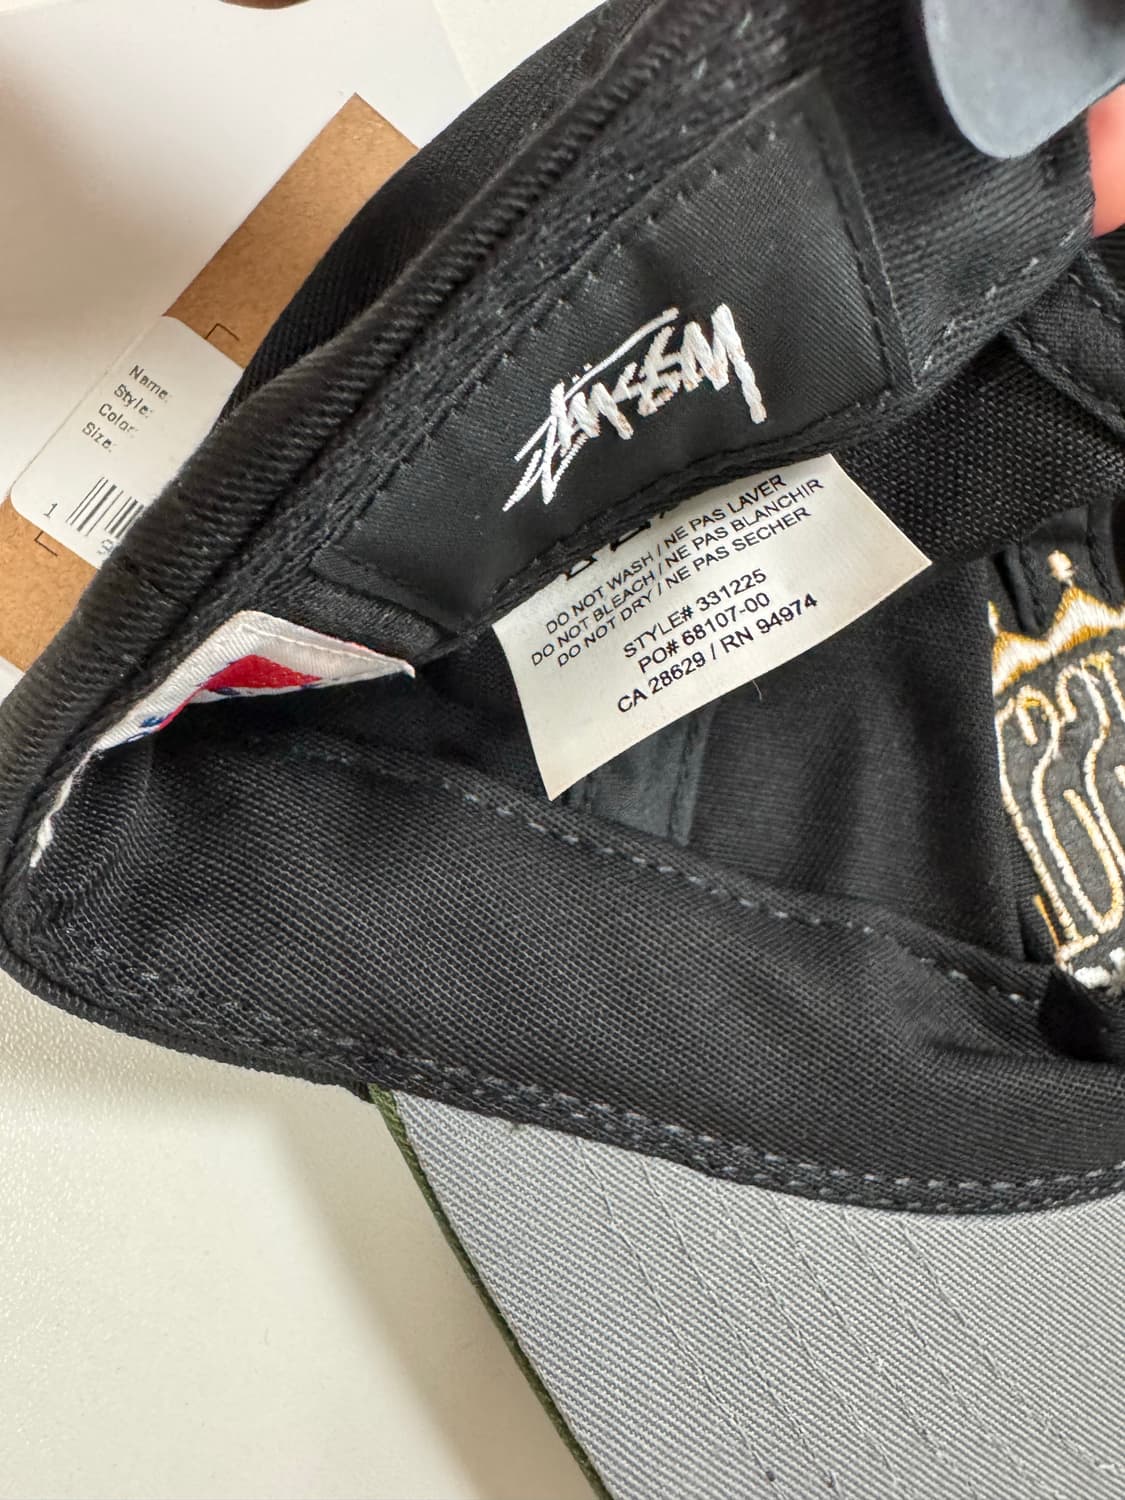 Stüssy
Name:
Style:
Color:
Size:
1
DO NOT WASH / NE PAS LAVER
DO NOT BLEACH / NE PAS BLANCHIR
DO NOT DRY / NE PAS SECHER
STYLE# 331225
PO# 68107-00
CA 28629 / RN 94974